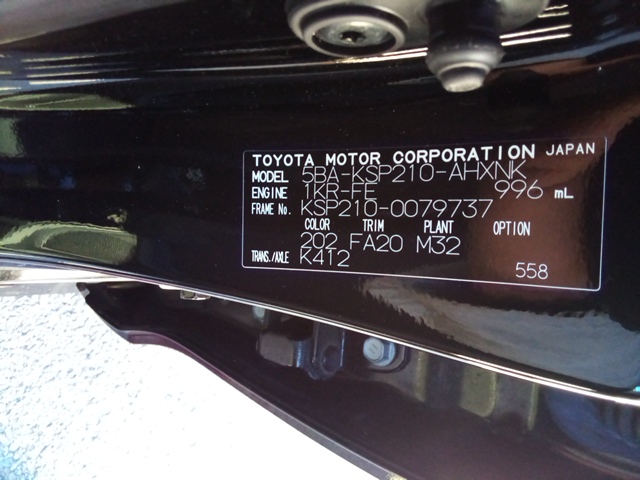 TOYOTA MOTOR CORPORATION JAPAN
MODEL 5BA-KSP210-AHXNK
ENGINE 1KR-FE 996 mL
FRAME No. KSP210-0079737
COLOR TRIM PLANT OPTION
202 FA20 M32
TRANS./AXLE K412
558